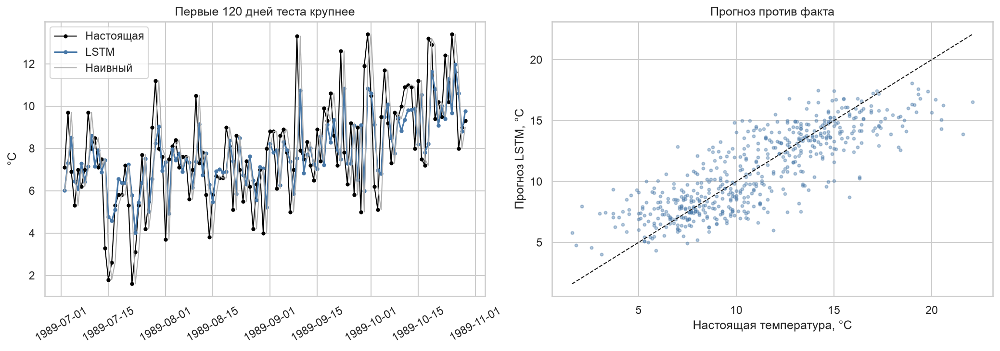 Первые 120 дней теста крупнее
Настоящая
LSTM
Наивный
°C
12
10
8
6
4
2
1989-07-01
1989-07-15
1989-08-01
1989-08-15
1989-09-01
1989-09-15
1989-10-01
1989-10-15
1989-11-01
Прогноз против факта
Прогноз LSTM, °C
20
15
10
5
5
10
15
20
Настоящая температура, °C